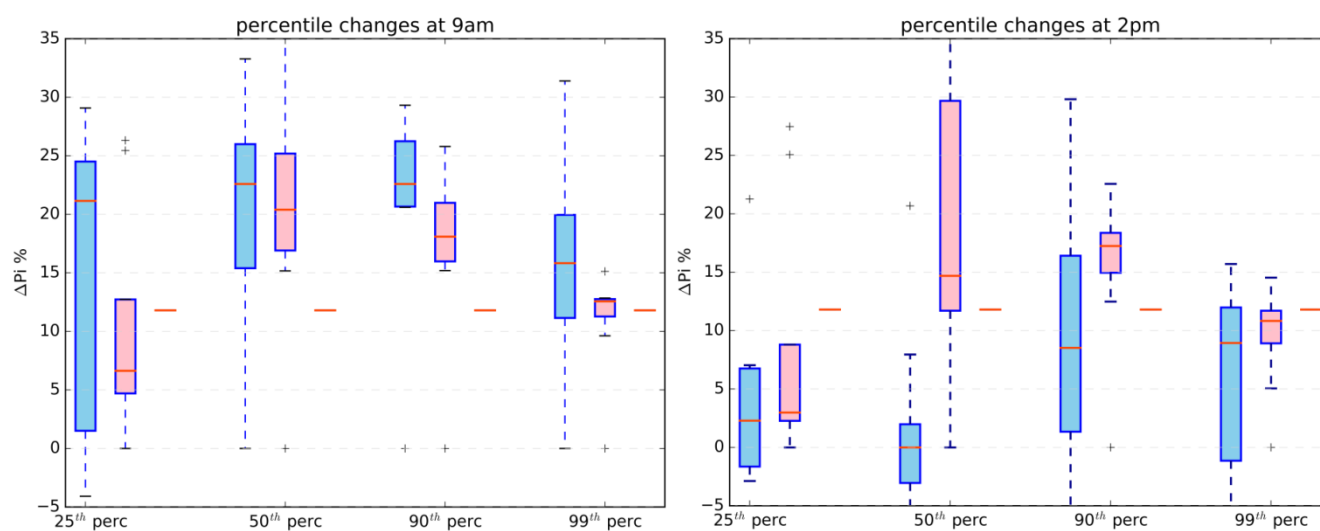 percentile changes at 9am
ΔPi %
35
30
25
20
15
10
5
0
−5
25th perc
50th perc
90th perc
99th perc
percentile changes at 2pm
ΔPi %
35
30
25
20
15
10
5
0
−5
25th perc
50th perc
90th perc
99th perc